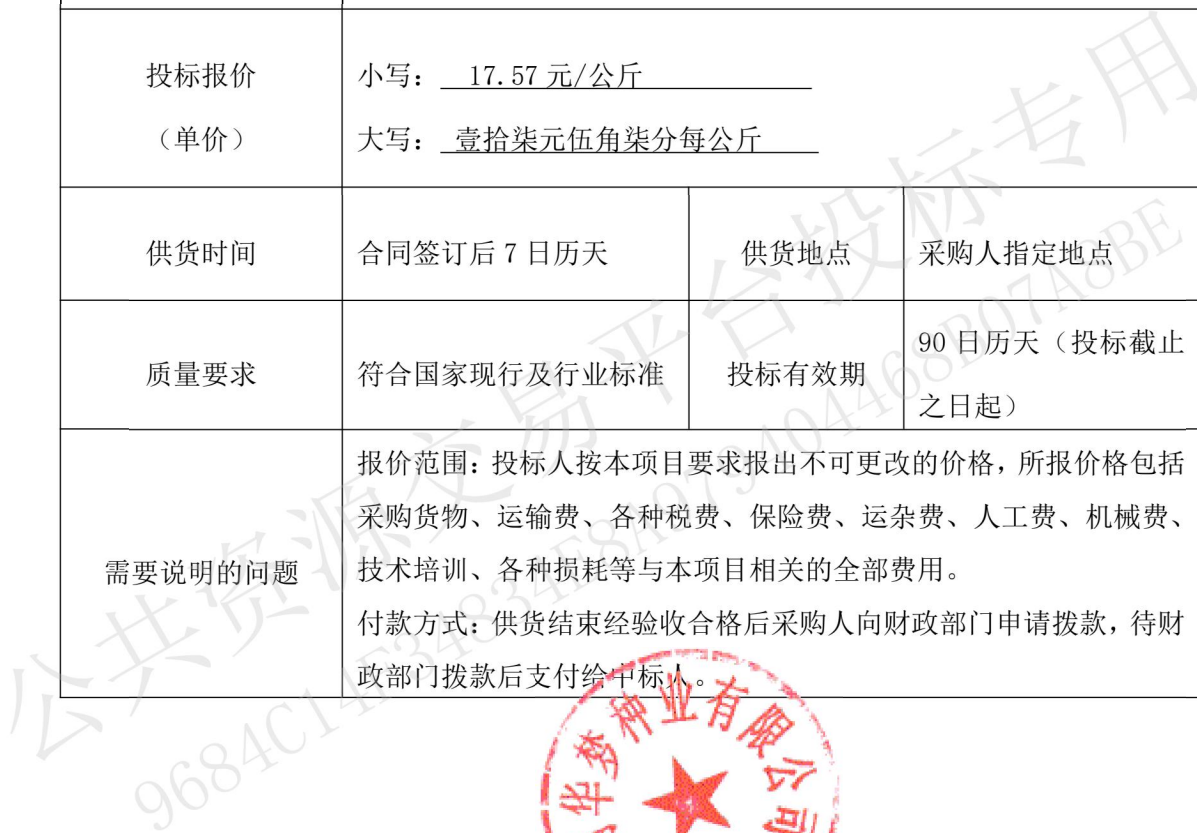 投标报价
（单价）
小写： 17.57 元/公斤
大写： 壹拾柒元伍角柒分每公斤
供货时间
合同签订后 7 日历天
供货地点
采购人指定地点
质量要求
符合国家现行及行业标准
投标有效期
90 日历天（投标截止
之日起）
需要说明的问题
报价范围：投标人按本项目要求报出不可更改的价格，所报价格包括
采购货物、运输费、各种税费、保险费、运杂费、人工费、机械费、
技术培训、各种损耗等与本项目相关的全部费用。
付款方式：供货结束经验收合格后采购人向财政部门申请拨款，待财
政部门拨款后支付给中标人。
华梦种业有限公司
公共资源交易平台投标专用
9684C14F34834E8A979404468B07A8BE